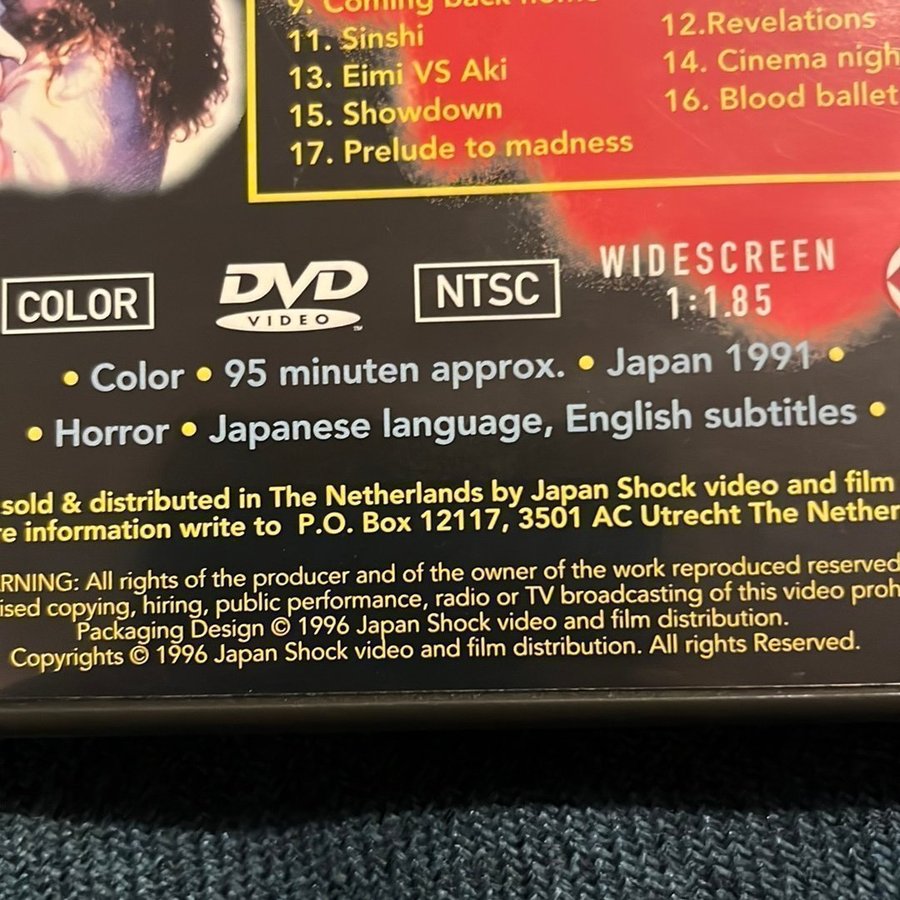 9. Coming back home
11. Sinshi
12.Revelations
13. Eimi VS Aki
14. Cinema nigh
15. Showdown
16. Blood ballet
17. Prelude to madness
COLOR
DVD
VIDEO
TM
NTSC
WIDESCREEN
1:1.85
• Color • 95 minuten approx. • Japan 1991 •
• Horror • Japanese language, English subtitles •
sold & distributed in The Netherlands by Japan Shock video and film
re information write to P.O. Box 12117, 3501 AC Utrecht The Nether
RNING: All rights of the producer and of the owner of the work reproduced reserved
ised copying, hiring, public performance, radio or TV broadcasting of this video proh
Packaging Design © 1996 Japan Shock video and film distribution.
Copyrights © 1996 Japan Shock video and film distribution. All rights Reserved.